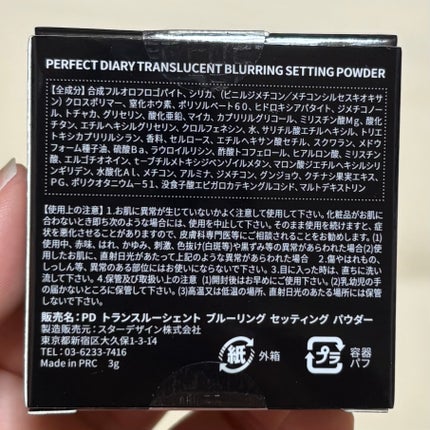 PERFECT DIARY TRANSLUCENT BLURRING SETTING POWDER
【全成分】合成フルオロフロゴパイト、シリカ、(ビニルジメチコン/メチコンシルセスキオキサ
ン) クロスポリマー、窒化ホウ素、ポリソルベート60、ヒドロキシアパタイト、ジメチコノー
ル、トチャカ、グリセリン、酸化亜鉛、マイカ、カプリリルグリコール、ミリスチン酸Mg、酸化
チタン、エチルヘキシルグリセリン、クロルフェネシン、水、サリチル酸エチルヘキシル、トリエ
トキシカプリリルシラン、香料、セルロース、エチルヘキサン酸セチル、スクワラン、メドウ
フォーム種子油、硫酸Ba、ラウロイルリシン、酢酸トコフェロール、ヒアルロン酸、ミリスチン
酸、エルゴチオネイン、t-ブチルメトキシジベンゾイルメタン、マロン酸ジエチルヘキシルシリ
ンギリデン、水酸化Al、メチコン、アルミナ、ジメチコン、グンジョウ、クチナシ果実エキス、
PG、ポリクオタニウム-51、没食子酸エピガロカテキングルコシド、マルトデキストリン
【使用上の注意】1.お肌に異常が生じていないかよく注意して使用して下さい。化粧品がお肌に
合わないとき即ち次のような場合には、使用を中止して下さい。そのまま使用を続けますと、症
状を悪化させることがありますので、皮膚科専門医等にご相談されることをお勧めします。(1)
使用中、赤味、はれ、かゆみ、刺激、色抜け(白斑等)や黒ずみ等の異常があらわれた場合(2)使用
したお肌に、直射日光があたって上記のような異常があらわれた場合 2.傷やはれもの、
しっしん等、異常のある部位にはお使いにならないで下さい。3.目に入った時は、直ちに洗い
流して下さい。4.保管及び取扱い上の注意 (1)開封後はお早めにご使用下さい。(2)乳幼児の手
の届かないところに保管して下さい。(3)高温又は低温の場所、直射日光のあたる場所には保管
しないで下さい。
販売名:PD トランスルーシェント ブルーリング セッティング パウダー
製造販売元:スターデザイン株式会社
東京都新宿区大久保1-3-14
TEL:03-6233-7416
Made in PRC 3g
紙 外箱
プラ 容器 パフ